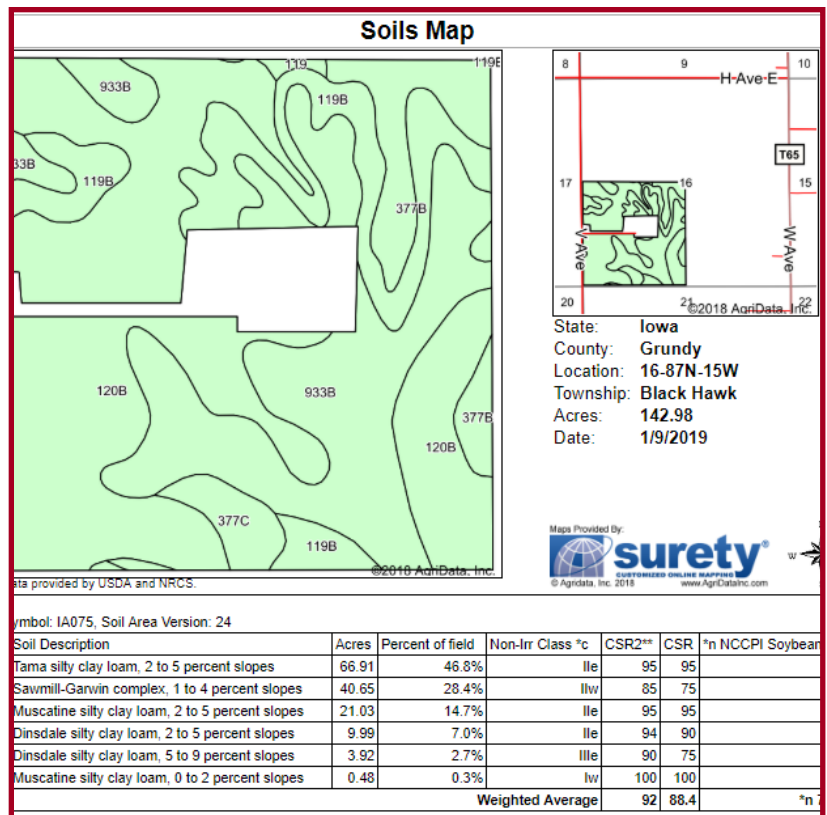 Soils Map
119
119E
933B
119B
33B
119B
377B
120B
933B
377B
120B
377C
119B
©2018 AgriData, Inc.
ata provided by USDA and NRCS.
8
9
10
H-Ave-E
T65
17
16
15
V-Ave
W-Ave
20
21
22
©2018 AgriData, Inc.
State: Iowa
County: Grundy
Location: 16-87N-15W
Township: Black Hawk
Acres: 142.98
Date: 1/9/2019
Maps Provided By:
surety®
CUSTOMIZED ONLINE MAPPING
© Agridata, Inc. 2018 www.AgriDataInc.com
W
ymbol: IA075, Soil Area Version: 24
Soil Description Acres Percent of field Non-Irr Class *c CSR2** CSR *n NCCPI Soybean
Tama silty clay loam, 2 to 5 percent slopes 66.91 46.8% IIe 95 95
Sawmill-Garwin complex, 1 to 4 percent slopes 40.65 28.4% IIw 85 75
Muscatine silty clay loam, 2 to 5 percent slopes 21.03 14.7% IIe 95 95
Dinsdale silty clay loam, 2 to 5 percent slopes 9.99 7.0% IIe 94 90
Dinsdale silty clay loam, 5 to 9 percent slopes 3.92 2.7% IIIe 90 75
Muscatine silty clay loam, 0 to 2 percent slopes 0.48 0.3% Iw 100 100
Weighted Average 92 88.4 *n 7